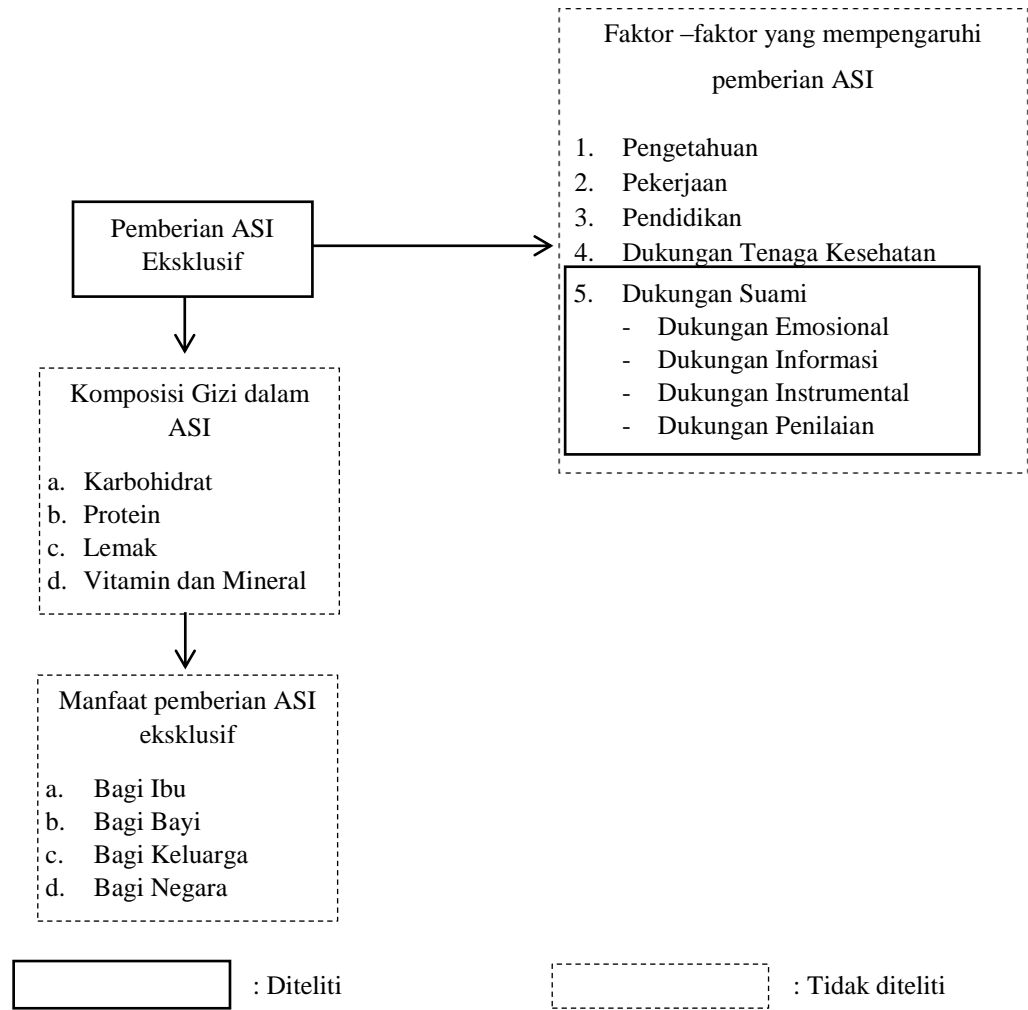 Faktor –faktor yang mempengaruhi
pemberian ASI
1. Pengetahuan
2. Pekerjaan
3. Pendidikan
4. Dukungan Tenaga Kesehatan
5. Dukungan Suami
- Dukungan Emosional
- Dukungan Informasi
- Dukungan Instrumental
- Dukungan Penilaian
Pemberian ASI
Eksklusif
Komposisi Gizi dalam
ASI
a. Karbohidrat
b. Protein
c. Lemak
d. Vitamin dan Mineral
Manfaat pemberian ASI
eksklusif
a. Bagi Ibu
b. Bagi Bayi
c. Bagi Keluarga
d. Bagi Negara
: Diteliti
: Tidak diteliti